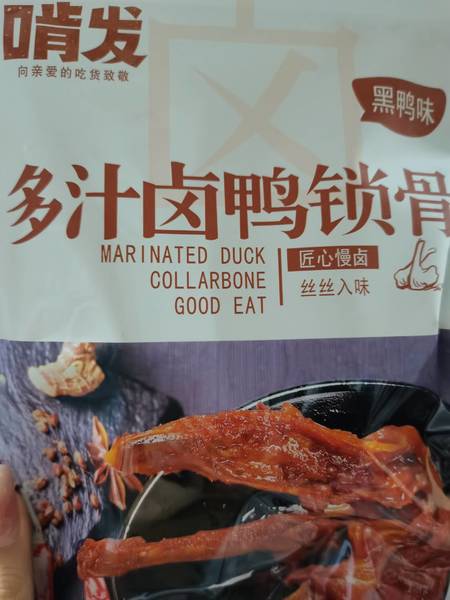 啃发
向亲爱的吃货致敬
卤
黑鸭味
多汁卤鸭锁骨
MARINATED DUCK
COLLARBONE
GOOD EAT
匠心慢卤
丝丝入味